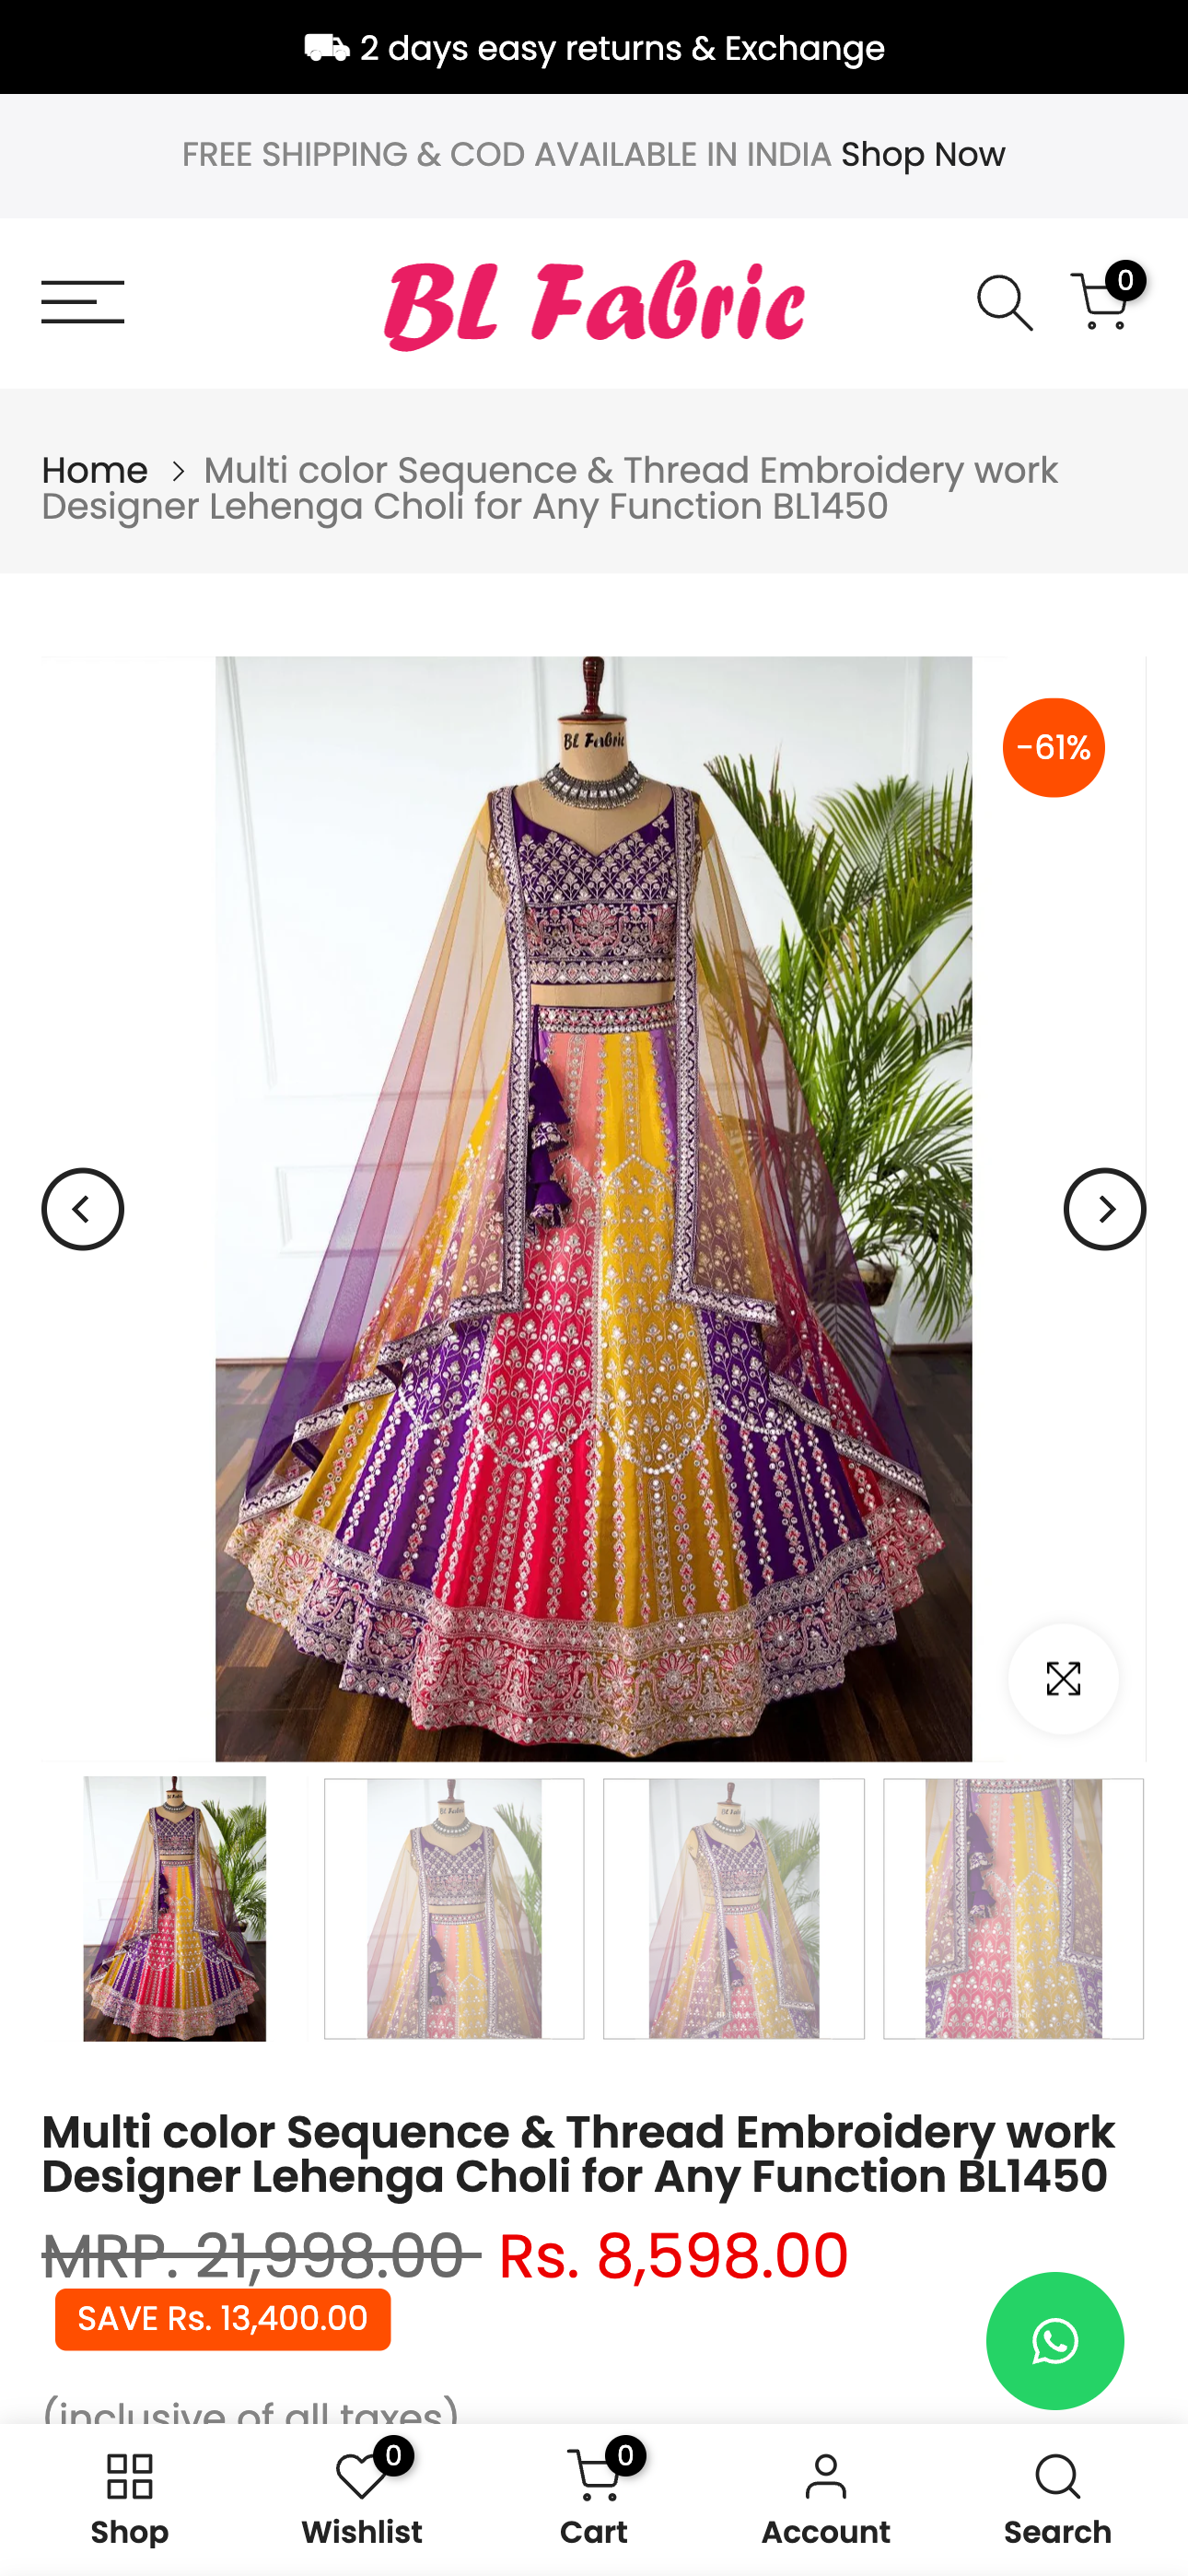 2 days easy returns & Exchange
FREE SHIPPING & COD AVAILABLE IN INDIA Shop Now
BL Fabric
0
Home > Multi color Sequence & Thread Embroidery work
Designer Lehenga Choli for Any Function BL1450
-61%
BL Fabric
Multi color Sequence & Thread Embroidery work
Designer Lehenga Choli for Any Function BL1450
MRP. 21,998.00 Rs. 8,598.00
SAVE Rs. 13,400.00
(inclusive of all taxes)
0
0
Shop
Wishlist
Cart
Account
Search